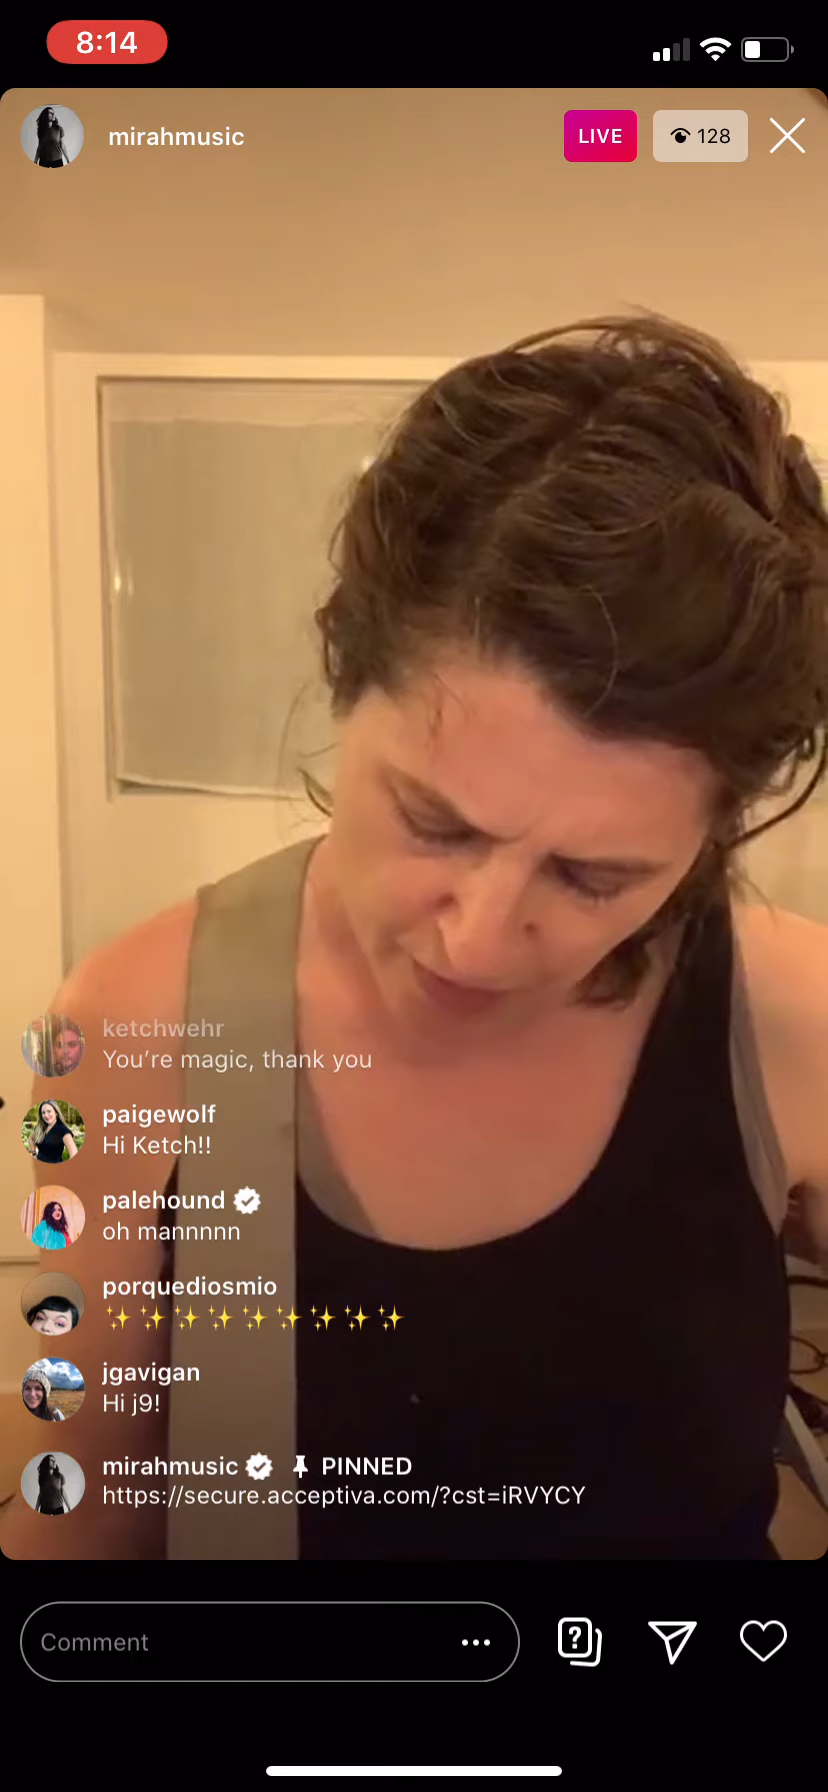 8:14
mirahmusic
LIVE
128
ketchwehr
You’re magic, thank you
paigewolf
Hi Ketch!!
palehound
oh mannnnn
porquediosmio
✨✨✨✨✨✨✨✨✨
jgavigan
Hi j9!
mirahmusic PINNED
https://secure.acceptiva.com/?cst=iRVYCY
Comment